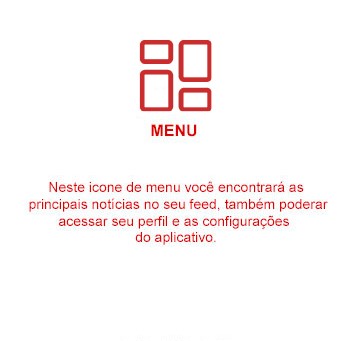 MENU
Neste icone de menu você encontrará as
principais notícias no seu feed, também poderar
acessar seu perfil e as configurações
do aplicativo.